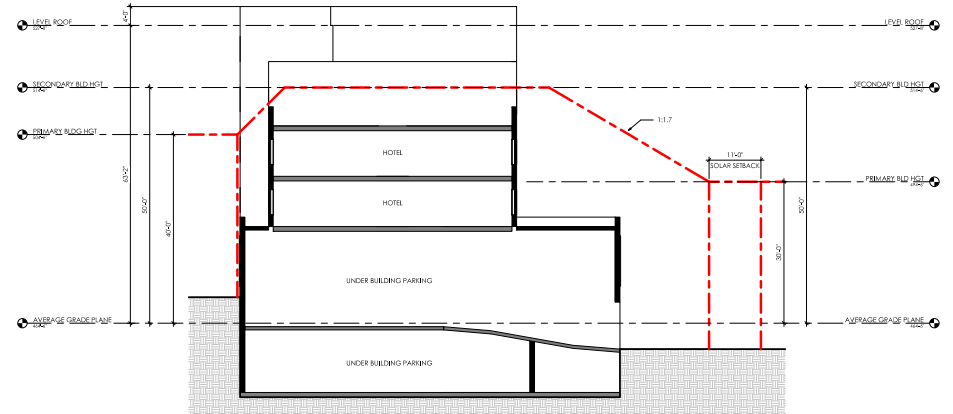 4'-0"
LEVEL ROOF
LEVEL ROOF
SECONDARY BLD HGT
SECONDARY BLD HGT
1:1.7
PRIMARY BLDG HGT
HOTEL
11'-0"
SOLAR SETBACK
63'-2"
PRIMARY BLD HGT
50'-0"
HOTEL
50'-0"
40'-0"
30'-0"
UNDER BUILDING PARKING
AVERAGE GRADE PLANE
AVERAGE GRADE PLANE
UNDER BUILDING PARKING